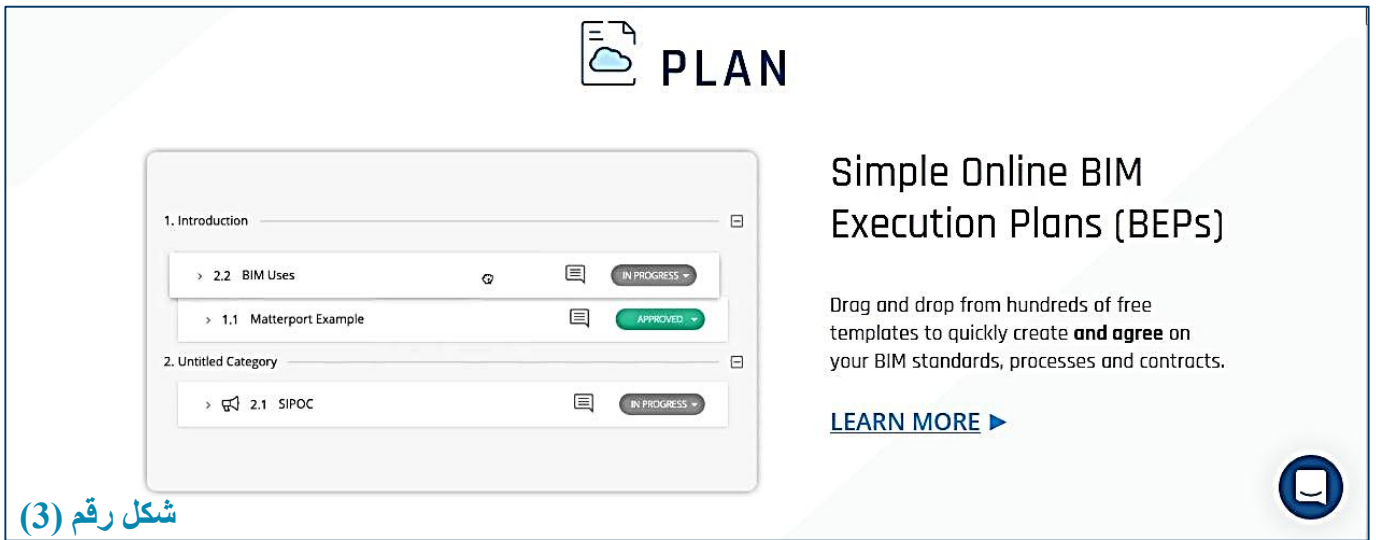 PLAN
1. Introduction
2.2 BIM Uses
IN PROGRESS
1.1 Matterport Example
APPROVED
2. Untitled Category
2.1 SIPOC
IN PROGRESS
Simple Online BIM
Execution Plans (BEPs)
Drag and drop from hundreds of free
templates to quickly create and agree on
your BIM standards, processes and contracts.
LEARN MORE
شكل رقم (3)